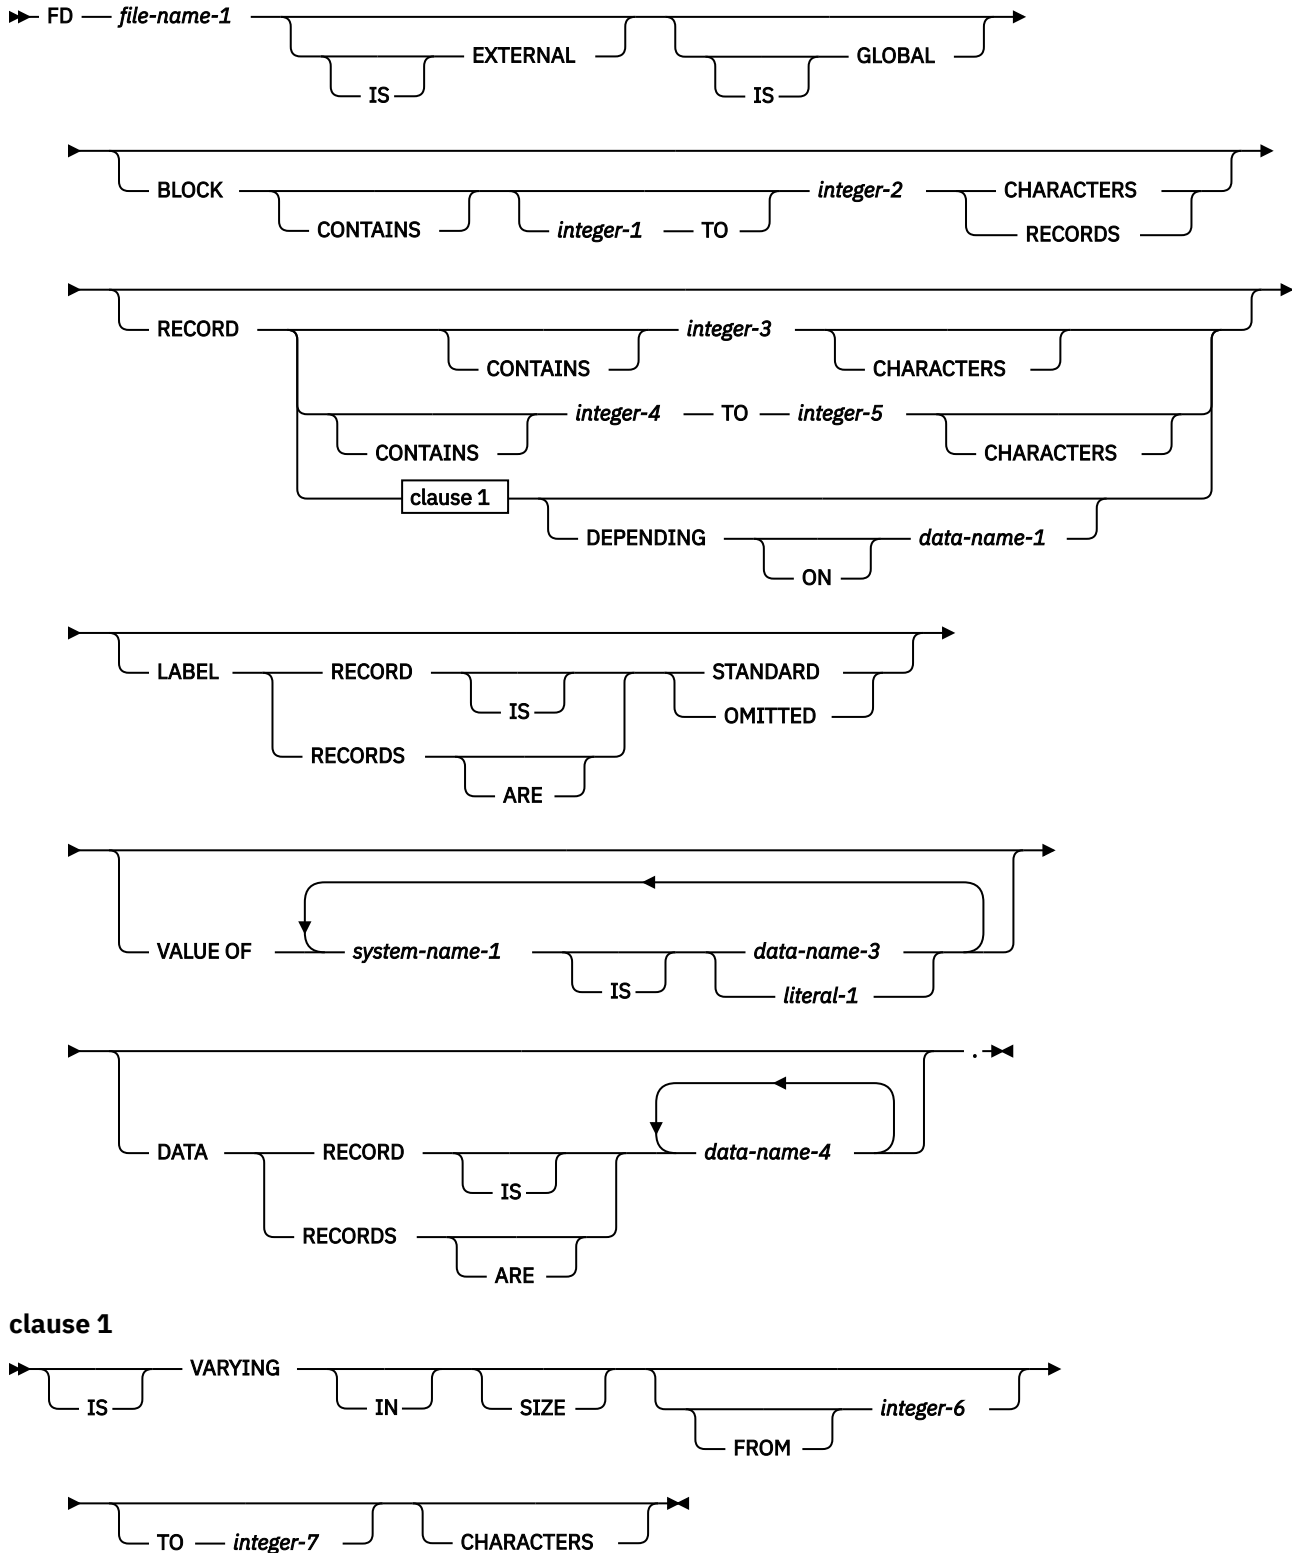 FD file-name-1
IS EXTERNAL IS GLOBAL
BLOCK CONTAINS integer-1 TO integer-2 CHARACTERS
RECORDS
RECORD CONTAINS integer-3 CHARACTERS
CONTAINS integer-4 TO integer-5 CHARACTERS
clause 1
DEPENDING ON data-name-1
LABEL RECORD IS STANDARD
OMITTED
RECORDS ARE
VALUE OF system-name-1 IS data-name-3
literal-1
.
DATA RECORD IS data-name-4
RECORDS ARE
clause 1
IS VARYING IN SIZE FROM integer-6
TO integer-7 CHARACTERS